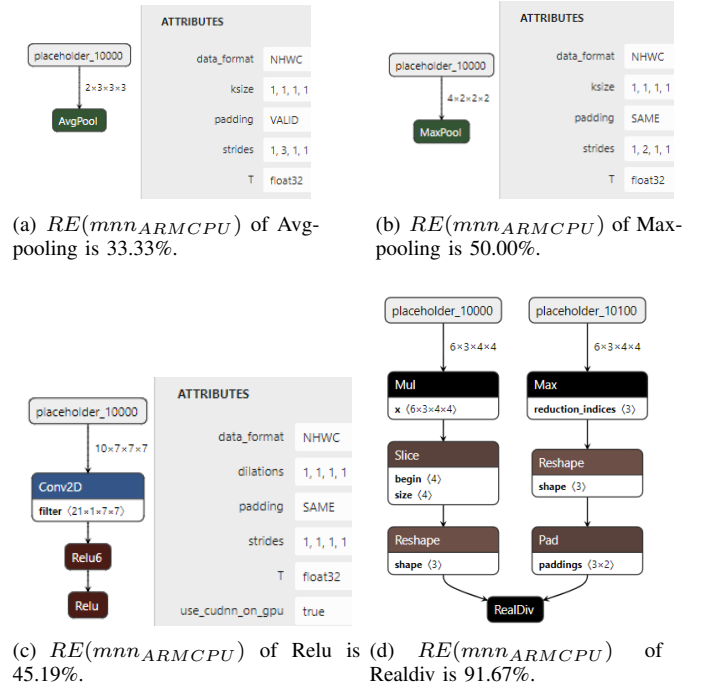 placeholder_10000
2×3×3×3
AvgPool
ATTRIBUTES
data_format NHWC
ksize 1, 1, 1, 1
padding VALID
strides 1, 3, 1, 1
T float32
(a) RE(mnn_ARMCPU) of Avg-
pooling is 33.33%.
placeholder_10000
4×2×2×2
MaxPool
ATTRIBUTES
data_format NHWC
ksize 1, 1, 1, 1
padding SAME
strides 1, 2, 1, 1
T float32
(b) RE(mnn_ARMCPU) of Max-
pooling is 50.00%.
placeholder_10000
10×7×7×7
Conv2D
filter ⟨21×1×7×7⟩
Relu6
Relu
ATTRIBUTES
data_format NHWC
dilations 1, 1, 1, 1
padding SAME
strides 1, 1, 1, 1
T float32
use_cudnn_on_gpu true
(c) RE(mnn_ARMCPU) of Relu is
45.19%.
placeholder_10000
6×3×4×4
Mul
x ⟨6×3×4×4⟩
Slice
begin ⟨4⟩
size ⟨4⟩
Reshape
shape ⟨3⟩
placeholder_10100
6×3×4×4
Max
reduction_indices ⟨3⟩
Reshape
shape ⟨3⟩
Pad
paddings ⟨3×2⟩
RealDiv
(d) RE(mnn_ARMCPU) of
Realdiv is 91.67%.